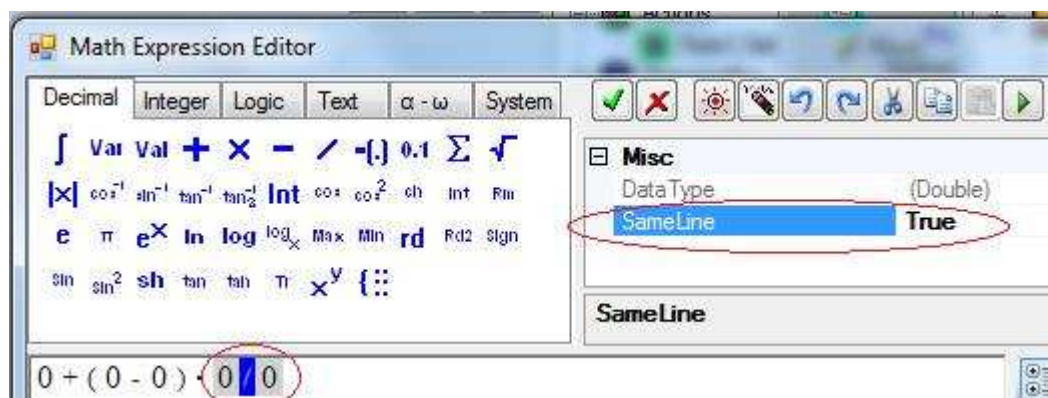 Actions
Math Expression Editor
Decimal Integer Logic Text α - ω System
∫ Var Val + × − / -(.) 0.1 Σ √
|×| cos⁻¹ sin⁻¹ tan⁻¹ tan₂⁻¹ Int cos cos² ch Int Rin
e π eˣ ln log logₓ Max Min rd Rd2 Sign
sin sin² sh tan tah π xʸ {::
Misc
DataType (Double)
SameLine True
SameLine
0 + ( 0 - 0 ) · 0 / 0